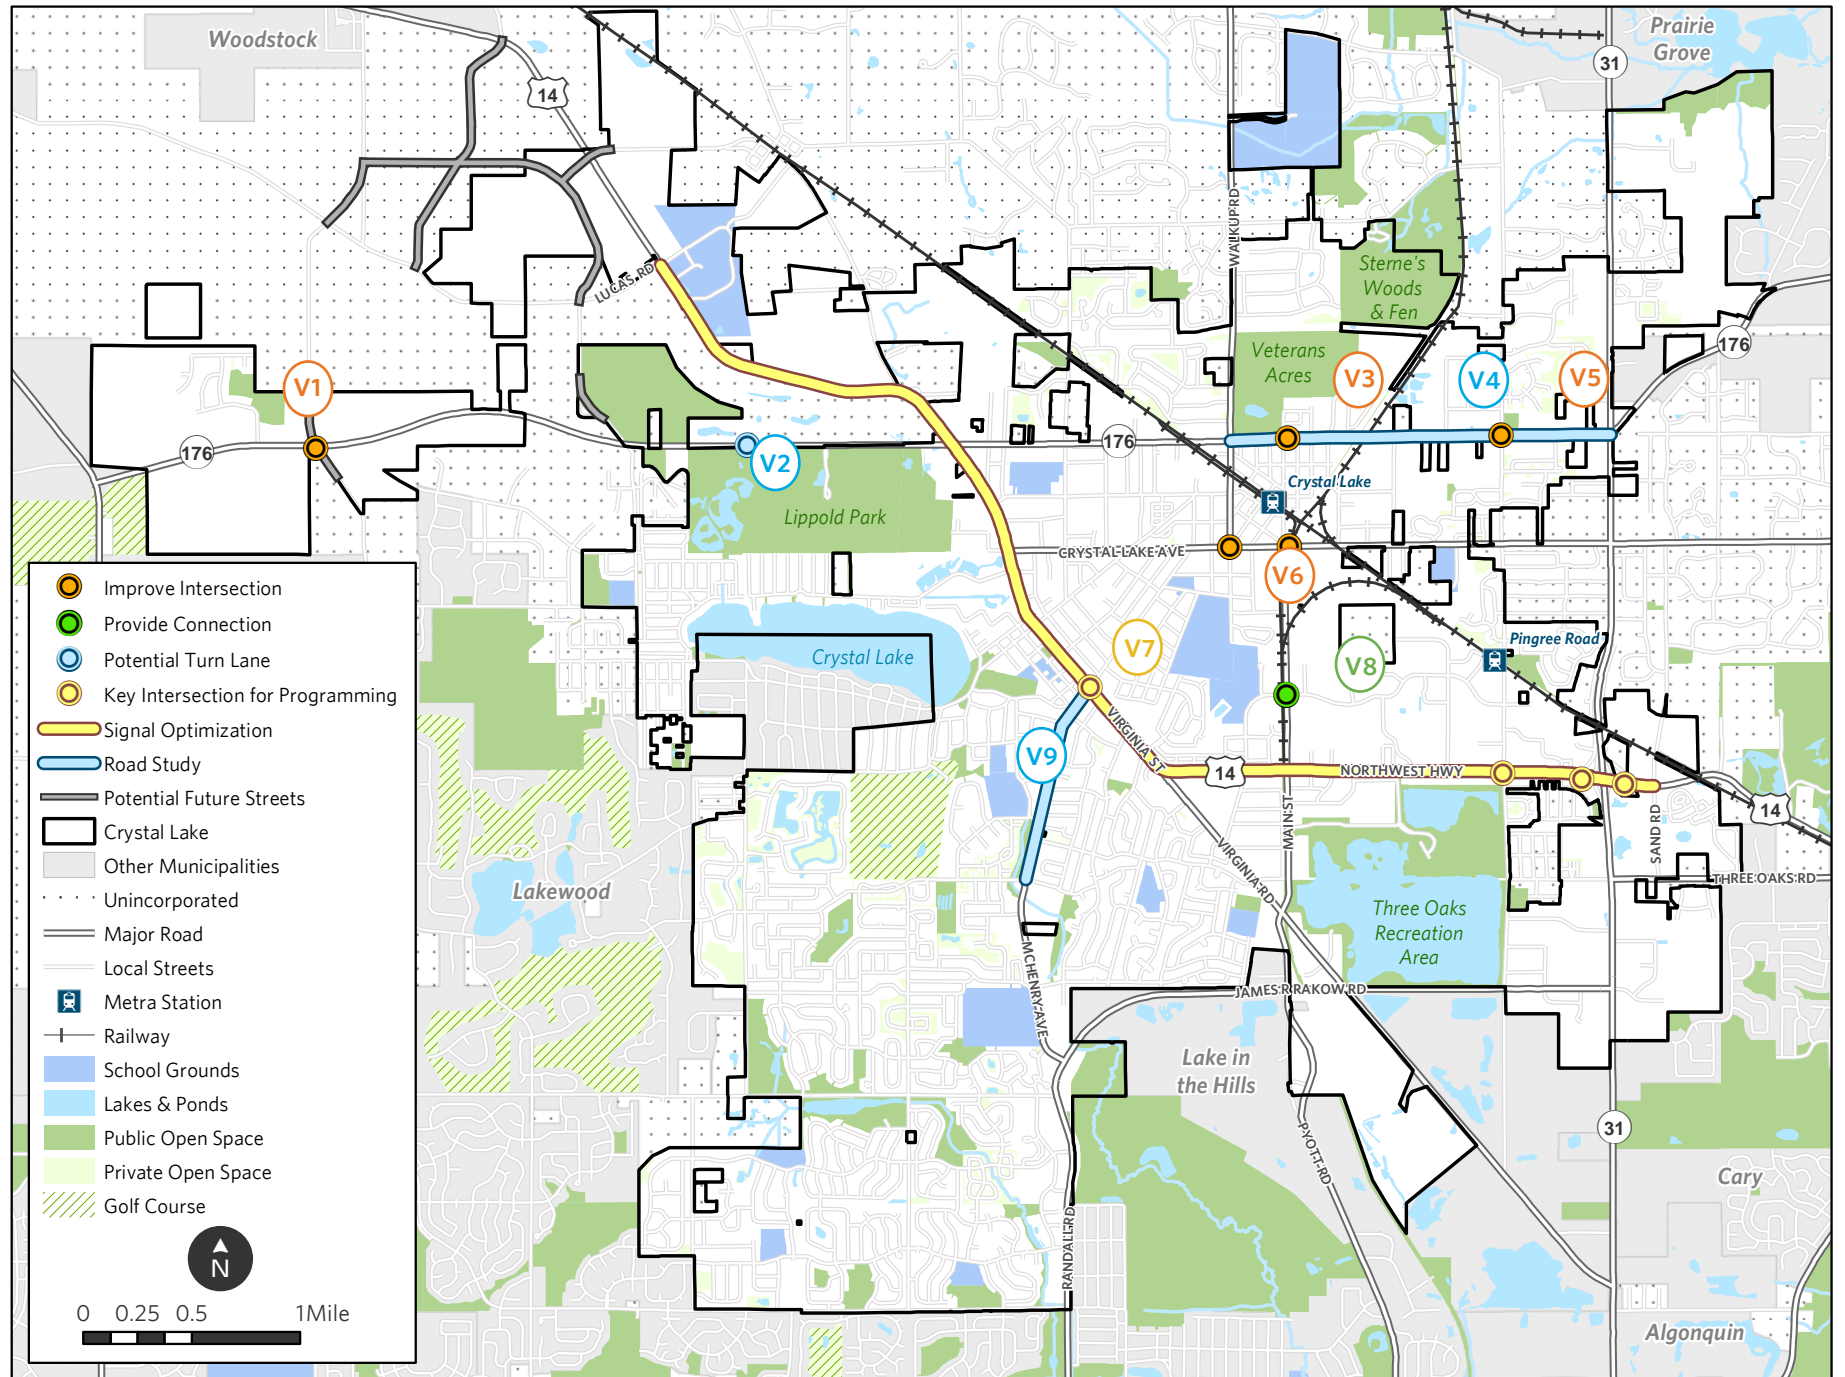 Woodstock
Prairie
Grove
14
31
WALKUP RD
LUCAS RD
Sterne's
Woods
& Fen
176
Veterans
Acres
V1
V3
V4
V5
176
V2
176
Crystal Lake
Lippold Park
CRYSTAL LAKE AVE
V6
Improve Intersection
Provide Connection
Potential Turn Lane
Key Intersection for Programming
Signal Optimization
Road Study
Potential Future Streets
Crystal Lake
Other Municipalities
Unincorporated
Major Road
Local Streets
Metra Station
Railway
School Grounds
Lakes & Ponds
Public Open Space
Private Open Space
Golf Course
N
0 0.25 0.5 1Mile
Crystal Lake
V7
V8
Pingree Road
VIRGINIA ST
V9
14
NORTHWEST HWY
14
MAIN ST
SAND RD
VIRGINIA RD
THREE OAKS RD
Lakewood
Three Oaks
Recreation
Area
MCHENRY AVE
JAMES R RAKOW RD
Lake in
the Hills
31
PYOTT RD
Cary
RANDALL RD
Algonquin